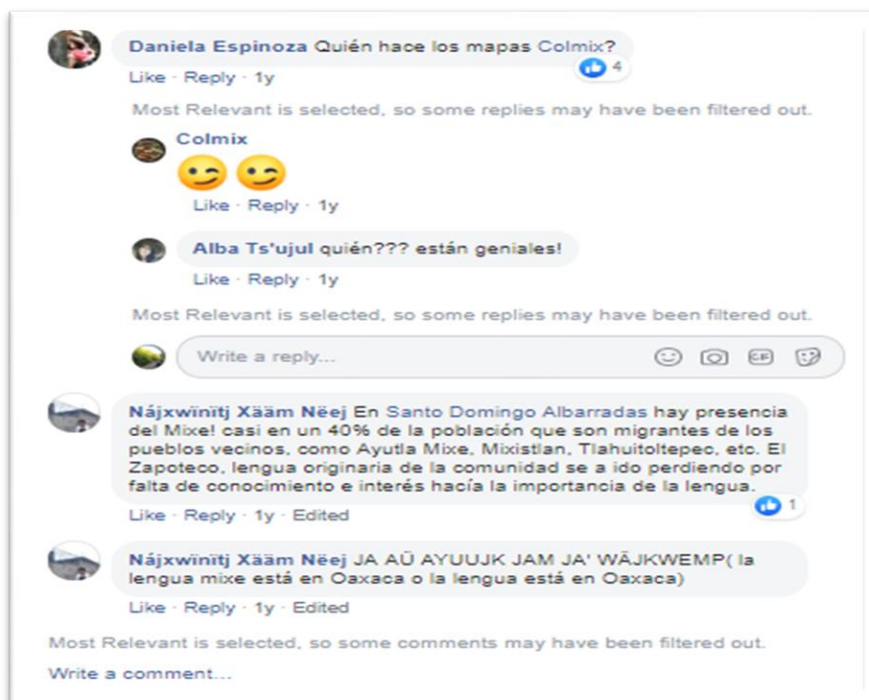 Daniela Espinoza Quién hace los mapas Colmix?
4
Like · Reply · 1y
Most Relevant is selected, so some replies may have been filtered out.
Colmix
Like · Reply · 1y
Alba Ts'ujul quién??? están geniales!
Like · Reply · 1y
Most Relevant is selected, so some replies may have been filtered out.
Write a reply...
GIF
Nájxwïnïtj Xääm Nëej En Santo Domingo Albarradas hay presencia
del Mixe! casi en un 40% de la población que son migrantes de los
pueblos vecinos, como Ayutla Mixe, Mixistlan, Tlahuitoltepec, etc. El
Zapoteco, lengua originaria de la comunidad se a ido perdiendo por
falta de conocimiento e interés hacía la importancia de la lengua.
1
Like · Reply · 1y · Edited
Nájxwïnïtj Xääm Nëej JA AÜ AYUUJK JAM JA' WÄJKWEMP( la
lengua mixe está en Oaxaca o la lengua está en Oaxaca)
Like · Reply · 1y · Edited
Most Relevant is selected, so some comments may have been filtered out.
Write a comment...